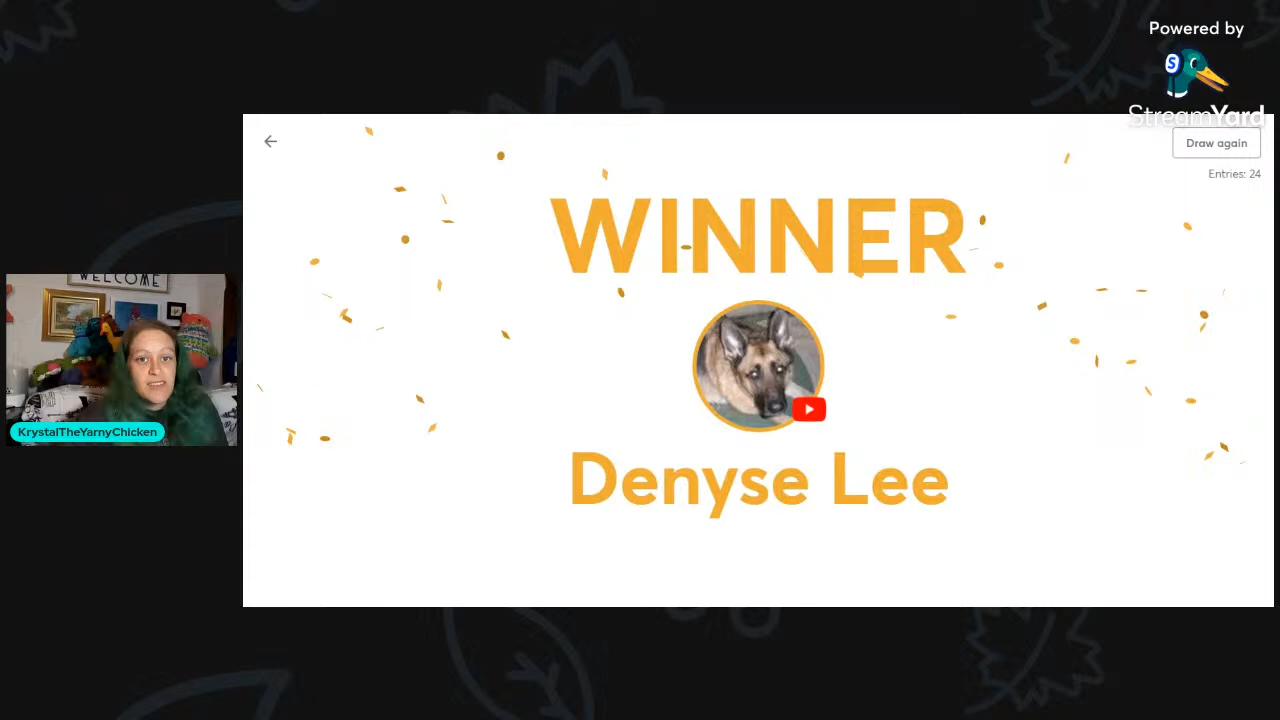 Powered by
StreamYard
Draw again
Entries: 24
WINNER
WELCOME
KrystalTheYarnyChicken
Denyse Lee